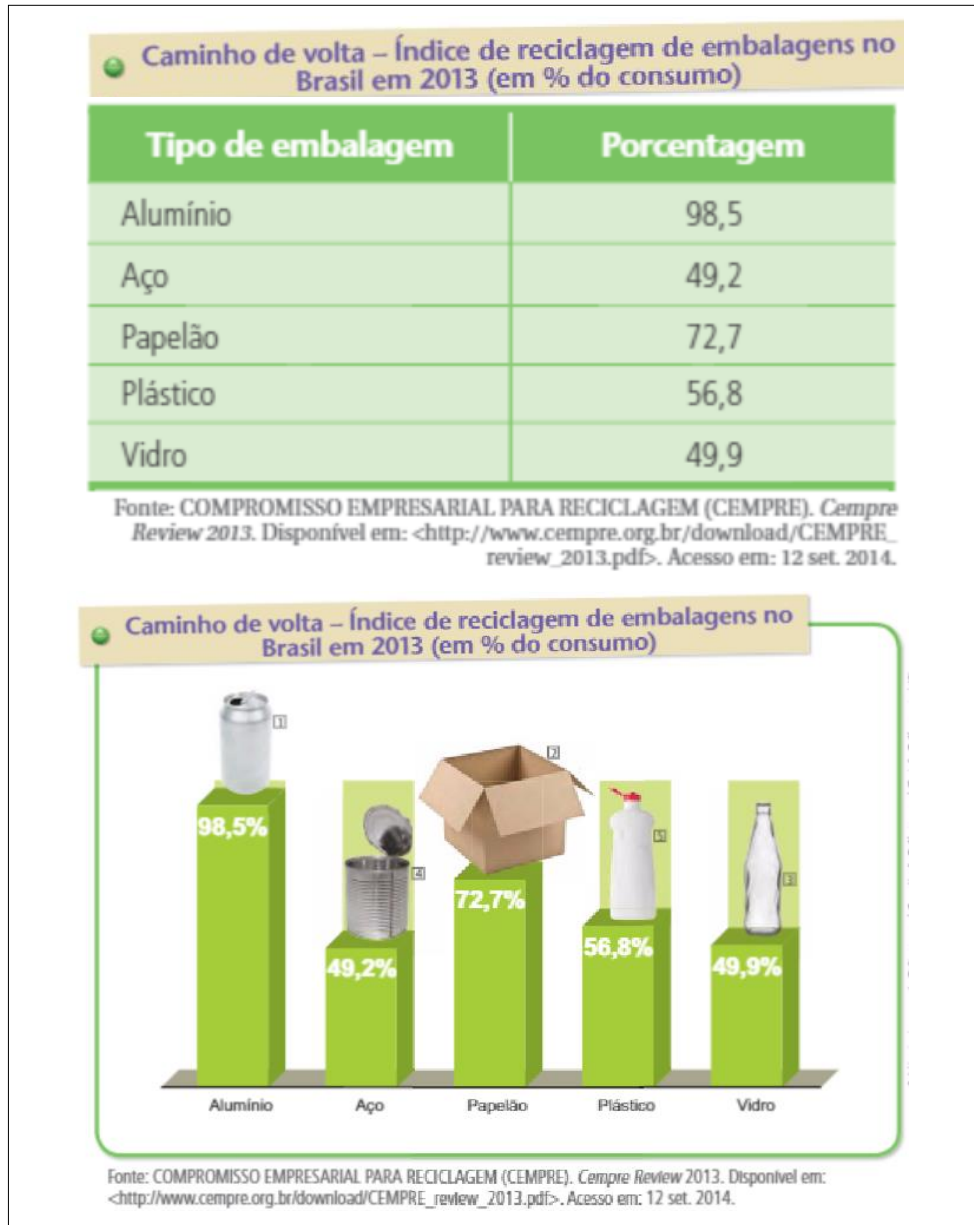 Caminho de volta – Índice de reciclagem de embalagens no
Brasil em 2013 (em % do consumo)
Tipo de embalagem Porcentagem
Alumínio 98,5
Aço 49,2
Papelão 72,7
Plástico 56,8
Vidro 49,9
Fonte: COMPROMISSO EMPRESARIAL PARA RECICLAGEM (CEMPRE). Cempre
Review 2013. Disponível em: <http://www.cempre.org.br/download/CEMPRE_
review_2013.pdf>. Acesso em: 12 set. 2014.
Caminho de volta – Índice de reciclagem de embalagens no
Brasil em 2013 (em % do consumo)
1
2
4
5
3
98,5%
49,2%
72,7%
56,8%
49,9%
Alumínio Aço Papelão Plástico Vidro
Fonte: COMPROMISSO EMPRESARIAL PARA RECICLAGEM (CEMPRE). Cempre Review 2013. Disponível em:
<http://www.cempre.org.br/download/CEMPRE_review_2013.pdf>. Acesso em: 12 set. 2014.